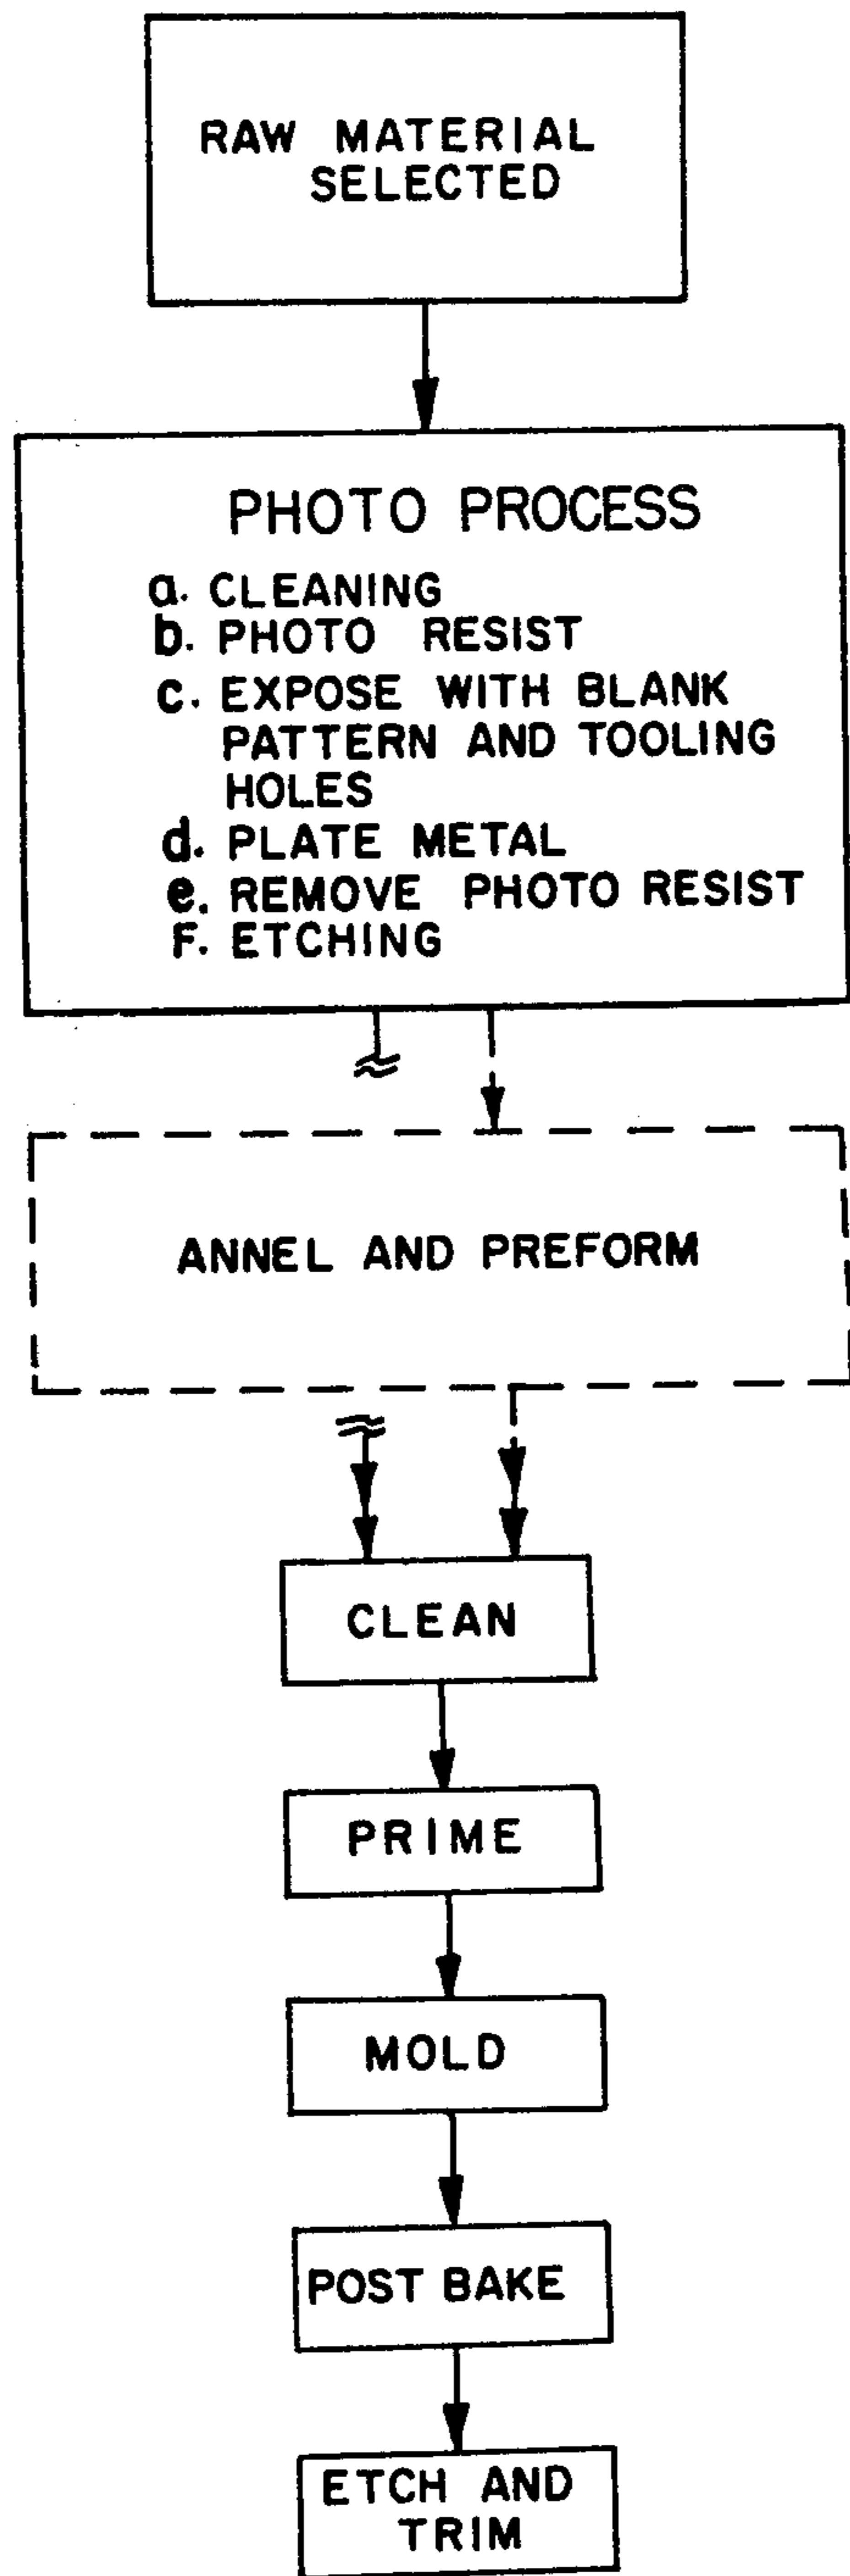 RAW MATERIAL
SELECTED
PHOTO PROCESS
a. CLEANING
b. PHOTO RESIST
c. EXPOSE WITH BLANK
PATTERN AND TOOLING
HOLES
d. PLATE METAL
e. REMOVE PHOTO RESIST
F. ETCHING
ANNEL AND PREFORM
CLEAN
PRIME
MOLD
POST BAKE
ETCH AND
TRIM